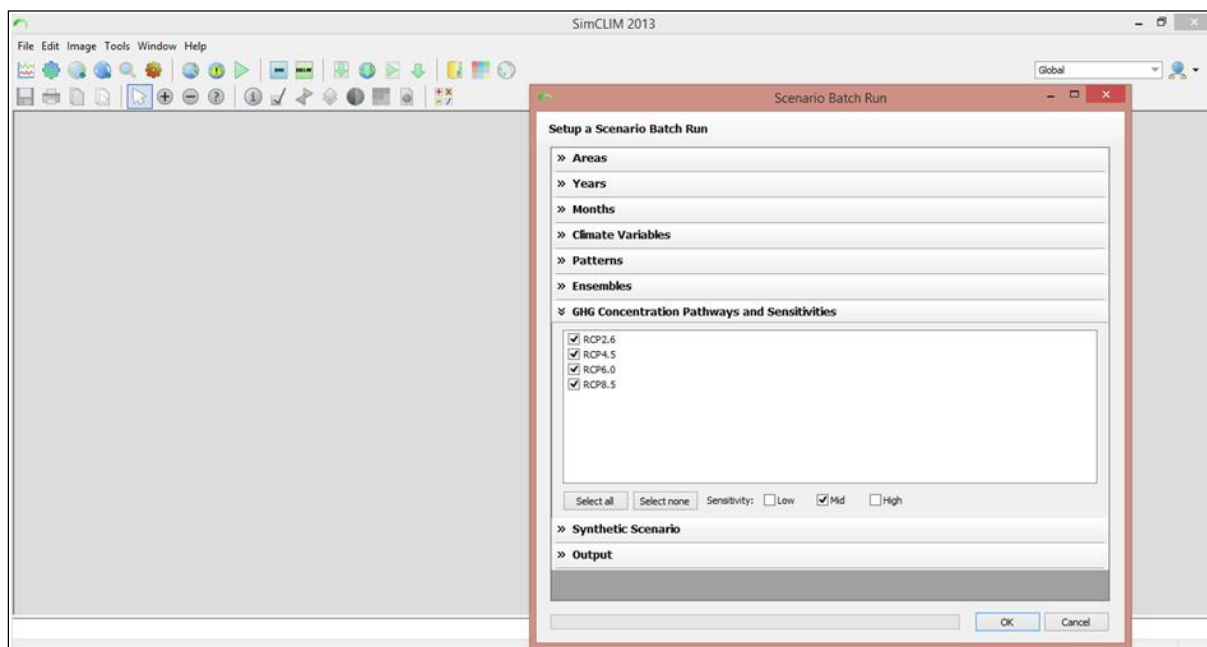 SimCLIM 2013
File Edit Image Tools Window Help
Global
Scenario Batch Run
Setup a Scenario Batch Run
» Areas
» Years
» Months
» Climate Variables
» Patterns
» Ensembles
GHG Concentration Pathways and Sensitivities
RCP2.6
RCP4.5
RCP6.0
RCP8.5
Select all Select none Sensitivity: Low Mid High
» Synthetic Scenario
» Output
OK Cancel